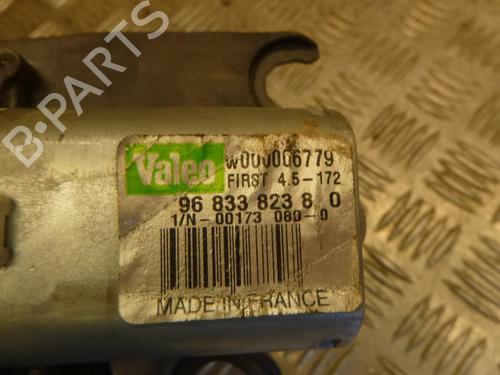 B-PARTS
Valeo
W000006779
FIRST 4.5-172
96 833 823 8 0
1/N-00173 080-0
MADE IN FRANCE